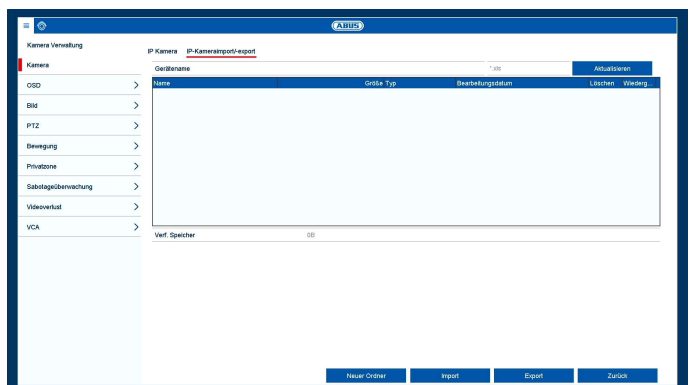 ABUS
Kamera Verwaltung
IP Kamera IP-Kameraimport/-export
Kamera
Gerätename *.xls Aktualisieren
OSD
Name Größe Typ Bearbeitungsdatum Löschen Wiederg...
Bild
PTZ
Bewegung
Privatzone
Sabotageüberwachung
Videoverlust
VCA
Verf. Speicher 0B
Neuer Ordner Import Export Zurück